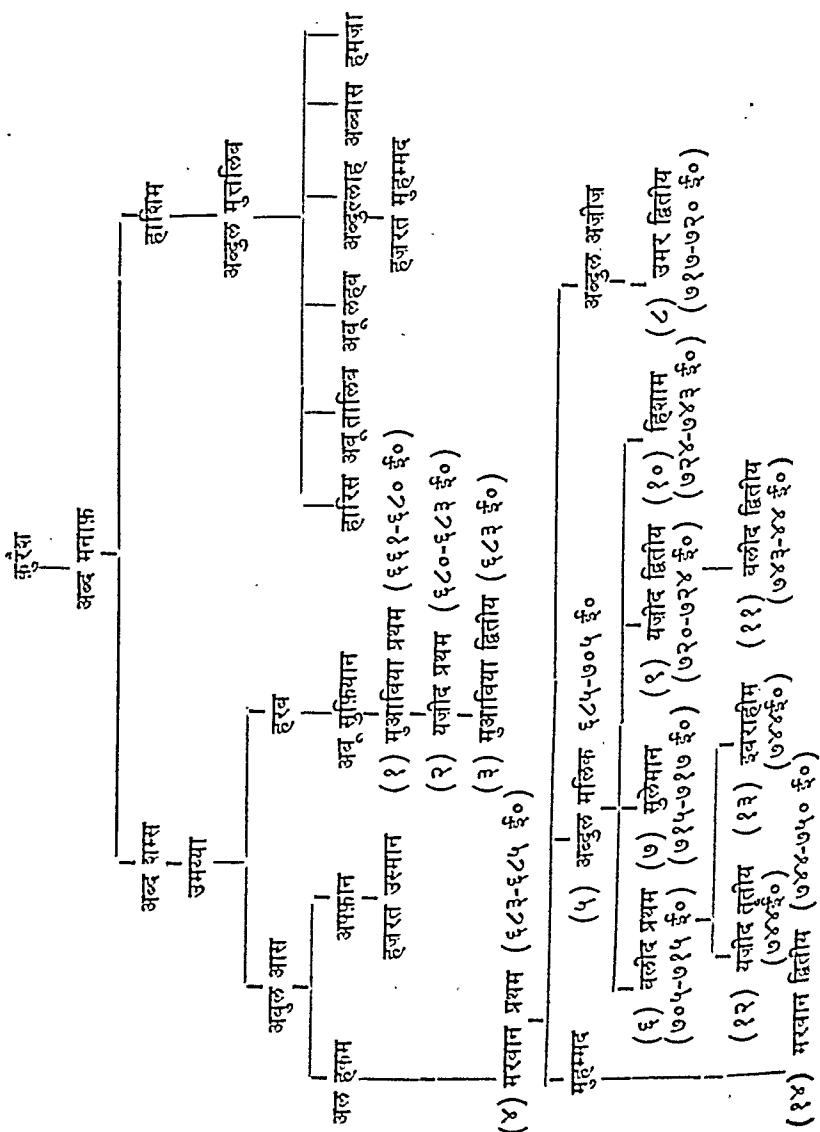 क़ुरैश
अब्द मनाफ़
अब्द शम्स
हाशिम
उमय्या
अब्दुल मुत्तलिब
अबुल आस
हरब
हारिस अबू तालिब अबू लहब अब्दुल्लाह अब्बास हमज़ा
अल हकम
अफ्फ़ान
अबू सुफ़ियान
हज़रत मुहम्मद
हज़रत उस्मान
(१) मुआविया प्रथम (६६१-६८० ई०)
(२) यज़ीद प्रथम (६८०-६८३ ई०)
(३) मुआविया द्वितीय (६८३ ई०)
(४) मरवान प्रथम (६८३-६८५ ई०)
मुहम्मद
(५) अब्दुल मलिक ६८५-७०५ ई०
अब्दुल अज़ीज़
(६) वलीद प्रथम (७) सुलेमान (९) यज़ीद द्वितीय (१०) हिशाम (८) उमर द्वितीय
(७०५-७१५ ई०) (७१५-७१७ ई०) (७२०-७२४ ई०) (७२४-७४३ ई०) (७१७-७२० ई०)
(१२) यज़ीद तृतीय (१३) इबराहीम (११) वलीद द्वितीय
(७४४ई०) (७४४ई०) (७४३-४४ ई०)
(१४) मरवान द्वितीय (७४४-७५० ई०)